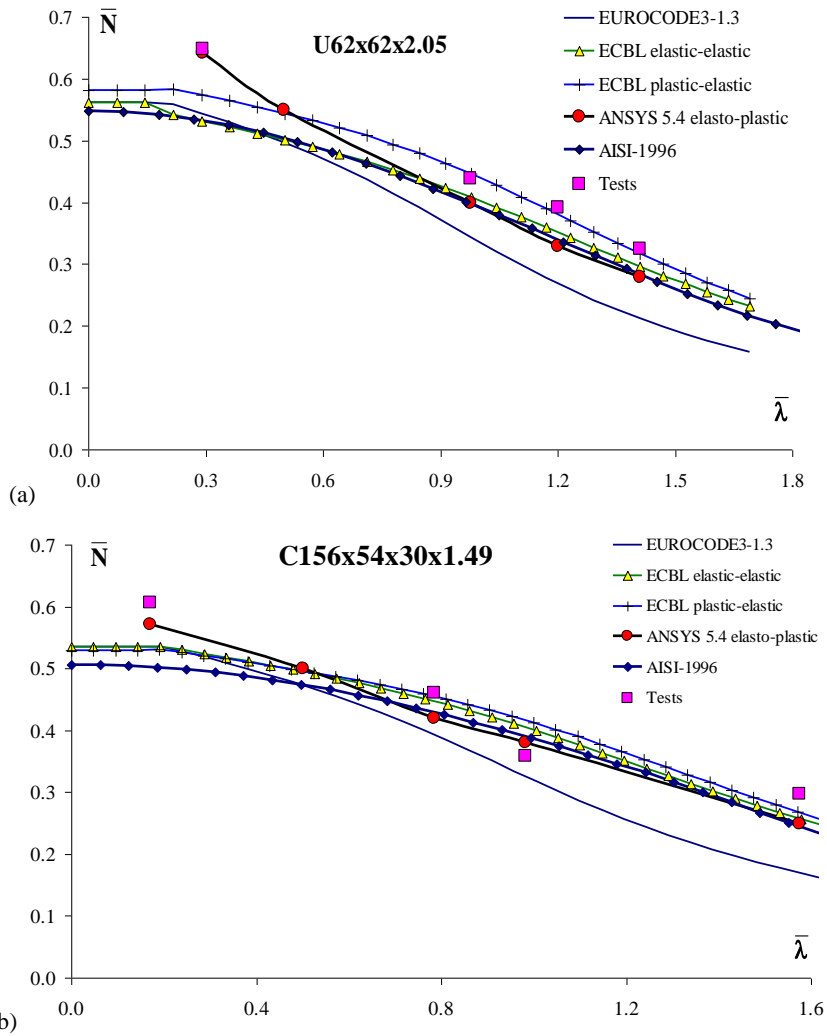 N̅
U62x62x2.05
EUROCODE3-1.3
ECBL elastic-elastic
ECBL plastic-elastic
ANSYS 5.4 elasto-plastic
AISI-1996
Tests
0.7
0.6
0.5
0.4
0.3
0.2
0.1
0.0
λ̅
0.0 0.3 0.6 0.9 1.2 1.5 1.8
(a)
N̅
C156x54x30x1.49
EUROCODE3-1.3
ECBL elastic-elastic
ECBL plastic-elastic
ANSYS 5.4 elasto-plastic
AISI-1996
Tests
0.7
0.6
0.5
0.4
0.3
0.2
0.1
0.0
λ̅
0.0 0.4 0.8 1.2 1.6
b)